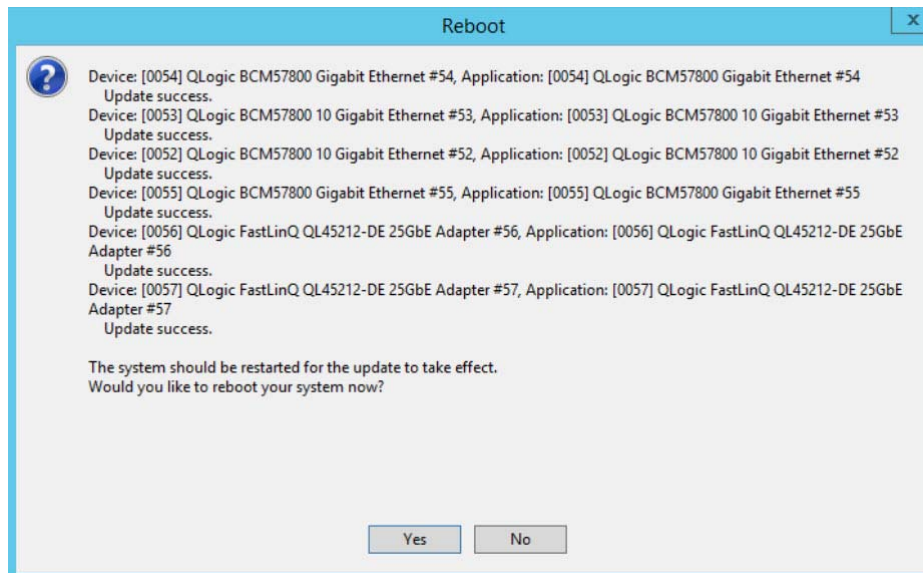 Reboot
x
Device: [0054] QLogic BCM57800 Gigabit Ethernet #54, Application: [0054] QLogic BCM57800 Gigabit Ethernet #54
Update success.
Device: [0053] QLogic BCM57800 10 Gigabit Ethernet #53, Application: [0053] QLogic BCM57800 10 Gigabit Ethernet #53
Update success.
Device: [0052] QLogic BCM57800 10 Gigabit Ethernet #52, Application: [0052] QLogic BCM57800 10 Gigabit Ethernet #52
Update success.
Device: [0055] QLogic BCM57800 Gigabit Ethernet #55, Application: [0055] QLogic BCM57800 Gigabit Ethernet #55
Update success.
Device: [0056] QLogic FastLinQ QL45212-DE 25GbE Adapter #56, Application: [0056] QLogic FastLinQ QL45212-DE 25GbE
Adapter #56
Update success.
Device: [0057] QLogic FastLinQ QL45212-DE 25GbE Adapter #57, Application: [0057] QLogic FastLinQ QL45212-DE 25GbE
Adapter #57
Update success.
The system should be restarted for the update to take effect.
Would you like to reboot your system now?
Yes No